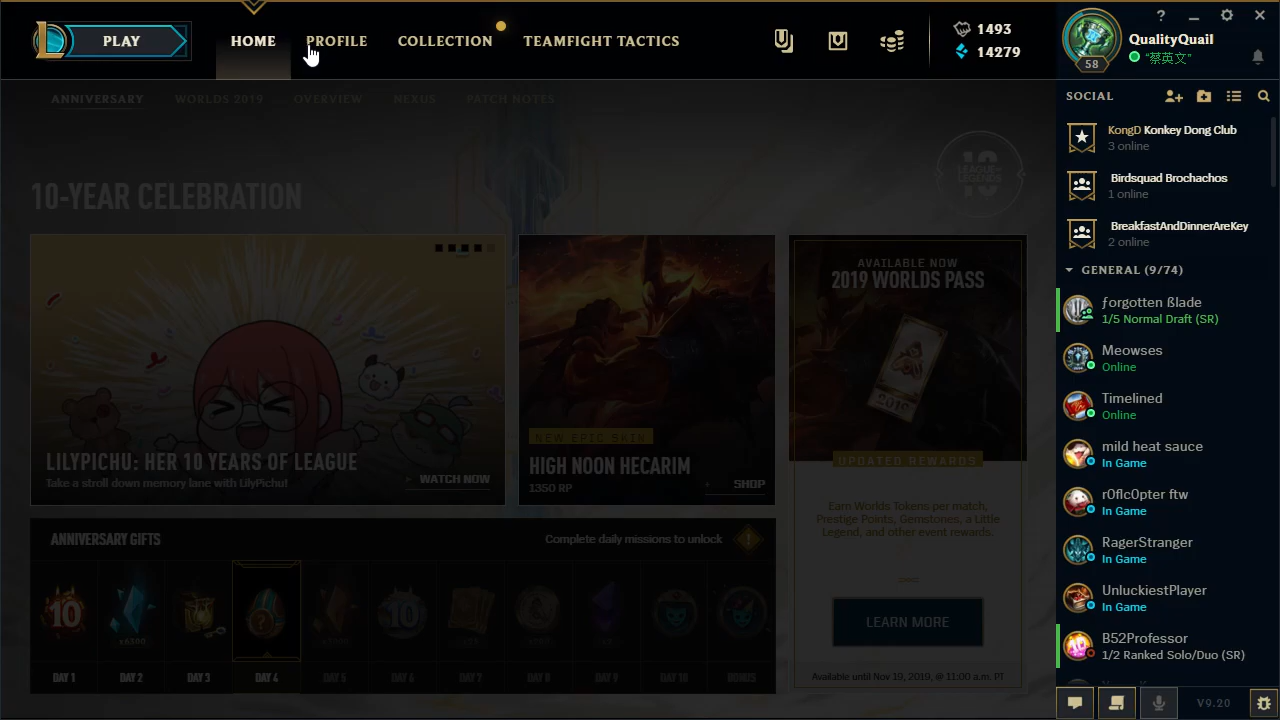 PLAY
HOME
PROFILE
COLLECTION
TEAMFIGHT TACTICS
1493
14279
?
QualityQuail
"蔡英文"
58
ANNIVERSARY
WORLDS 2019
OVERVIEW
NEXUS
PATCH NOTES
SOCIAL
KongD Konkey Dong Club
3 online
Birdsquad Brochachos
1 online
BreakfastAndDinnerAreKey
2 online
GENERAL (9/74)
ƒorgotten ßlade
1/5 Normal Draft (SR)
Meowses
Online
Timelined
Online
mild heat sauce
In Game
r0flc0pter ftw
In Game
RagerStranger
In Game
UnluckiestPlayer
In Game
B52Professor
1/2 Ranked Solo/Duo (SR)
V9.20
10-YEAR CELEBRATION
LEAGUE OF LEGENDS
10
LILYPICHU: HER 10 YEARS OF LEAGUE
Take a stroll down memory lane with LilyPichu!
WATCH NOW
NEW EPIC SKIN
HIGH NOON HECARIM
1350 RP
SHOP
AVAILABLE NOW
2019 WORLDS PASS
2019
UPDATED REWARDS
Earn Worlds Tokens per match,
Prestige Points, Gemstones, a Little
Legend, and other event rewards.
LEARN MORE
Available until Nov 19, 2019, @ 11:00 a.m. PT
ANNIVERSARY GIFTS
Complete daily missions to unlock
!
10
?
10
DAY 1
DAY 2
DAY 3
DAY 4
DAY 5
DAY 6
DAY 7
DAY 8
DAY 9
DAY 10
BONUS